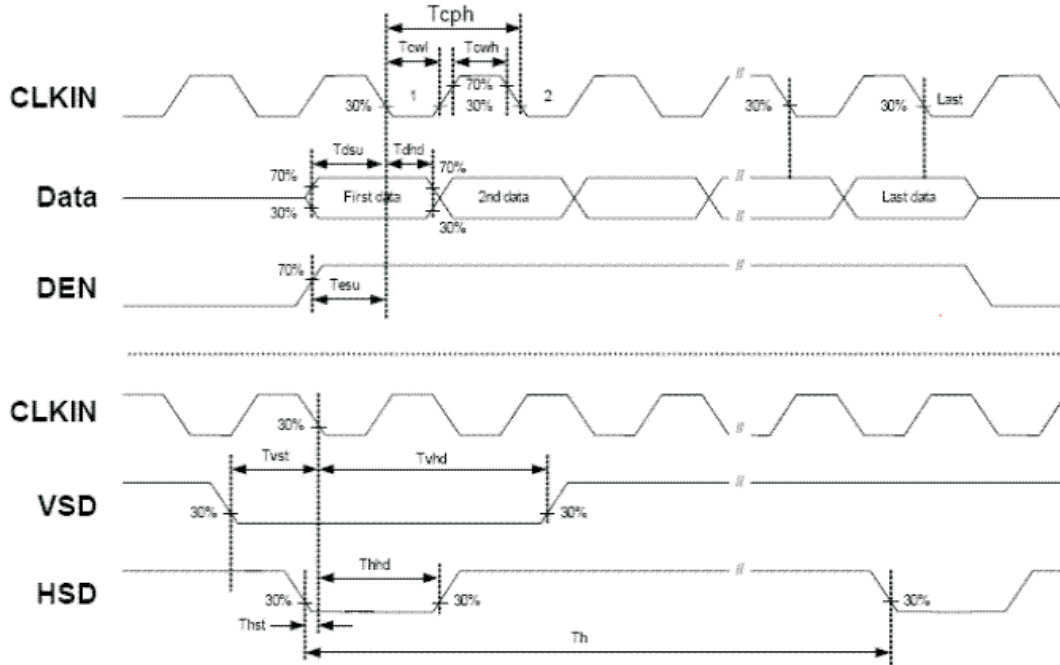 Tcph
Tcwl Tcwh
CLKIN 30% 1 70% 30% 2 30% 30% Last
Tdsu Tdhd
70% 70%
Data First data 2nd data Last data
30% 30%
70%
DEN Tesu
CLKIN 30%
Tvst Tvhd
VSD 30% 30%
Thhd
HSD 30% 30% 30%
Thst
Th